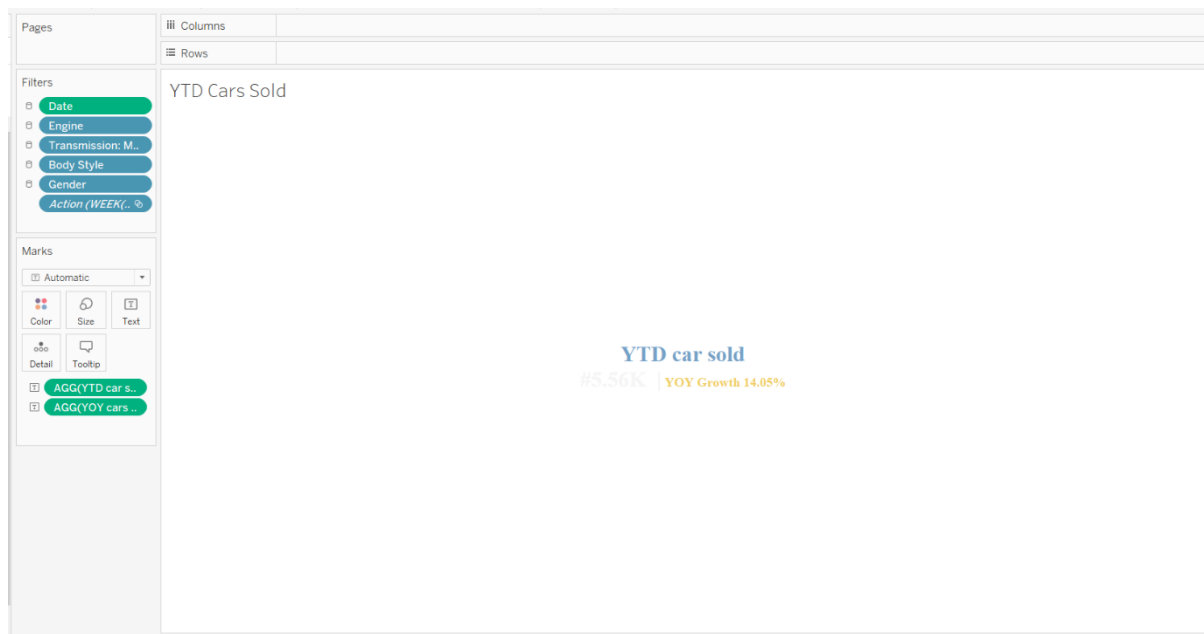 Pages
Columns
Rows
Filters
Date
Engine
Transmission: M..
Body Style
Gender
Action (WEEK(..
Marks
Automatic
Color Size Text
Detail Tooltip
AGG(YTD car s..
AGG(YOY cars ..
YTD Cars Sold
YTD car sold
#5.56K | YOY Growth 14.05%